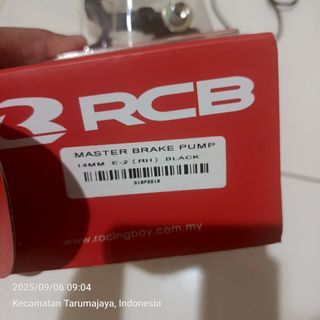 RCB
MASTER BRAKE PUMP
14MM E-2 (RH) BLACK
01BP001R
www.racingboy.com.my
2025/09/06 09:04
Kecamatan Tarumajaya, Indonesia